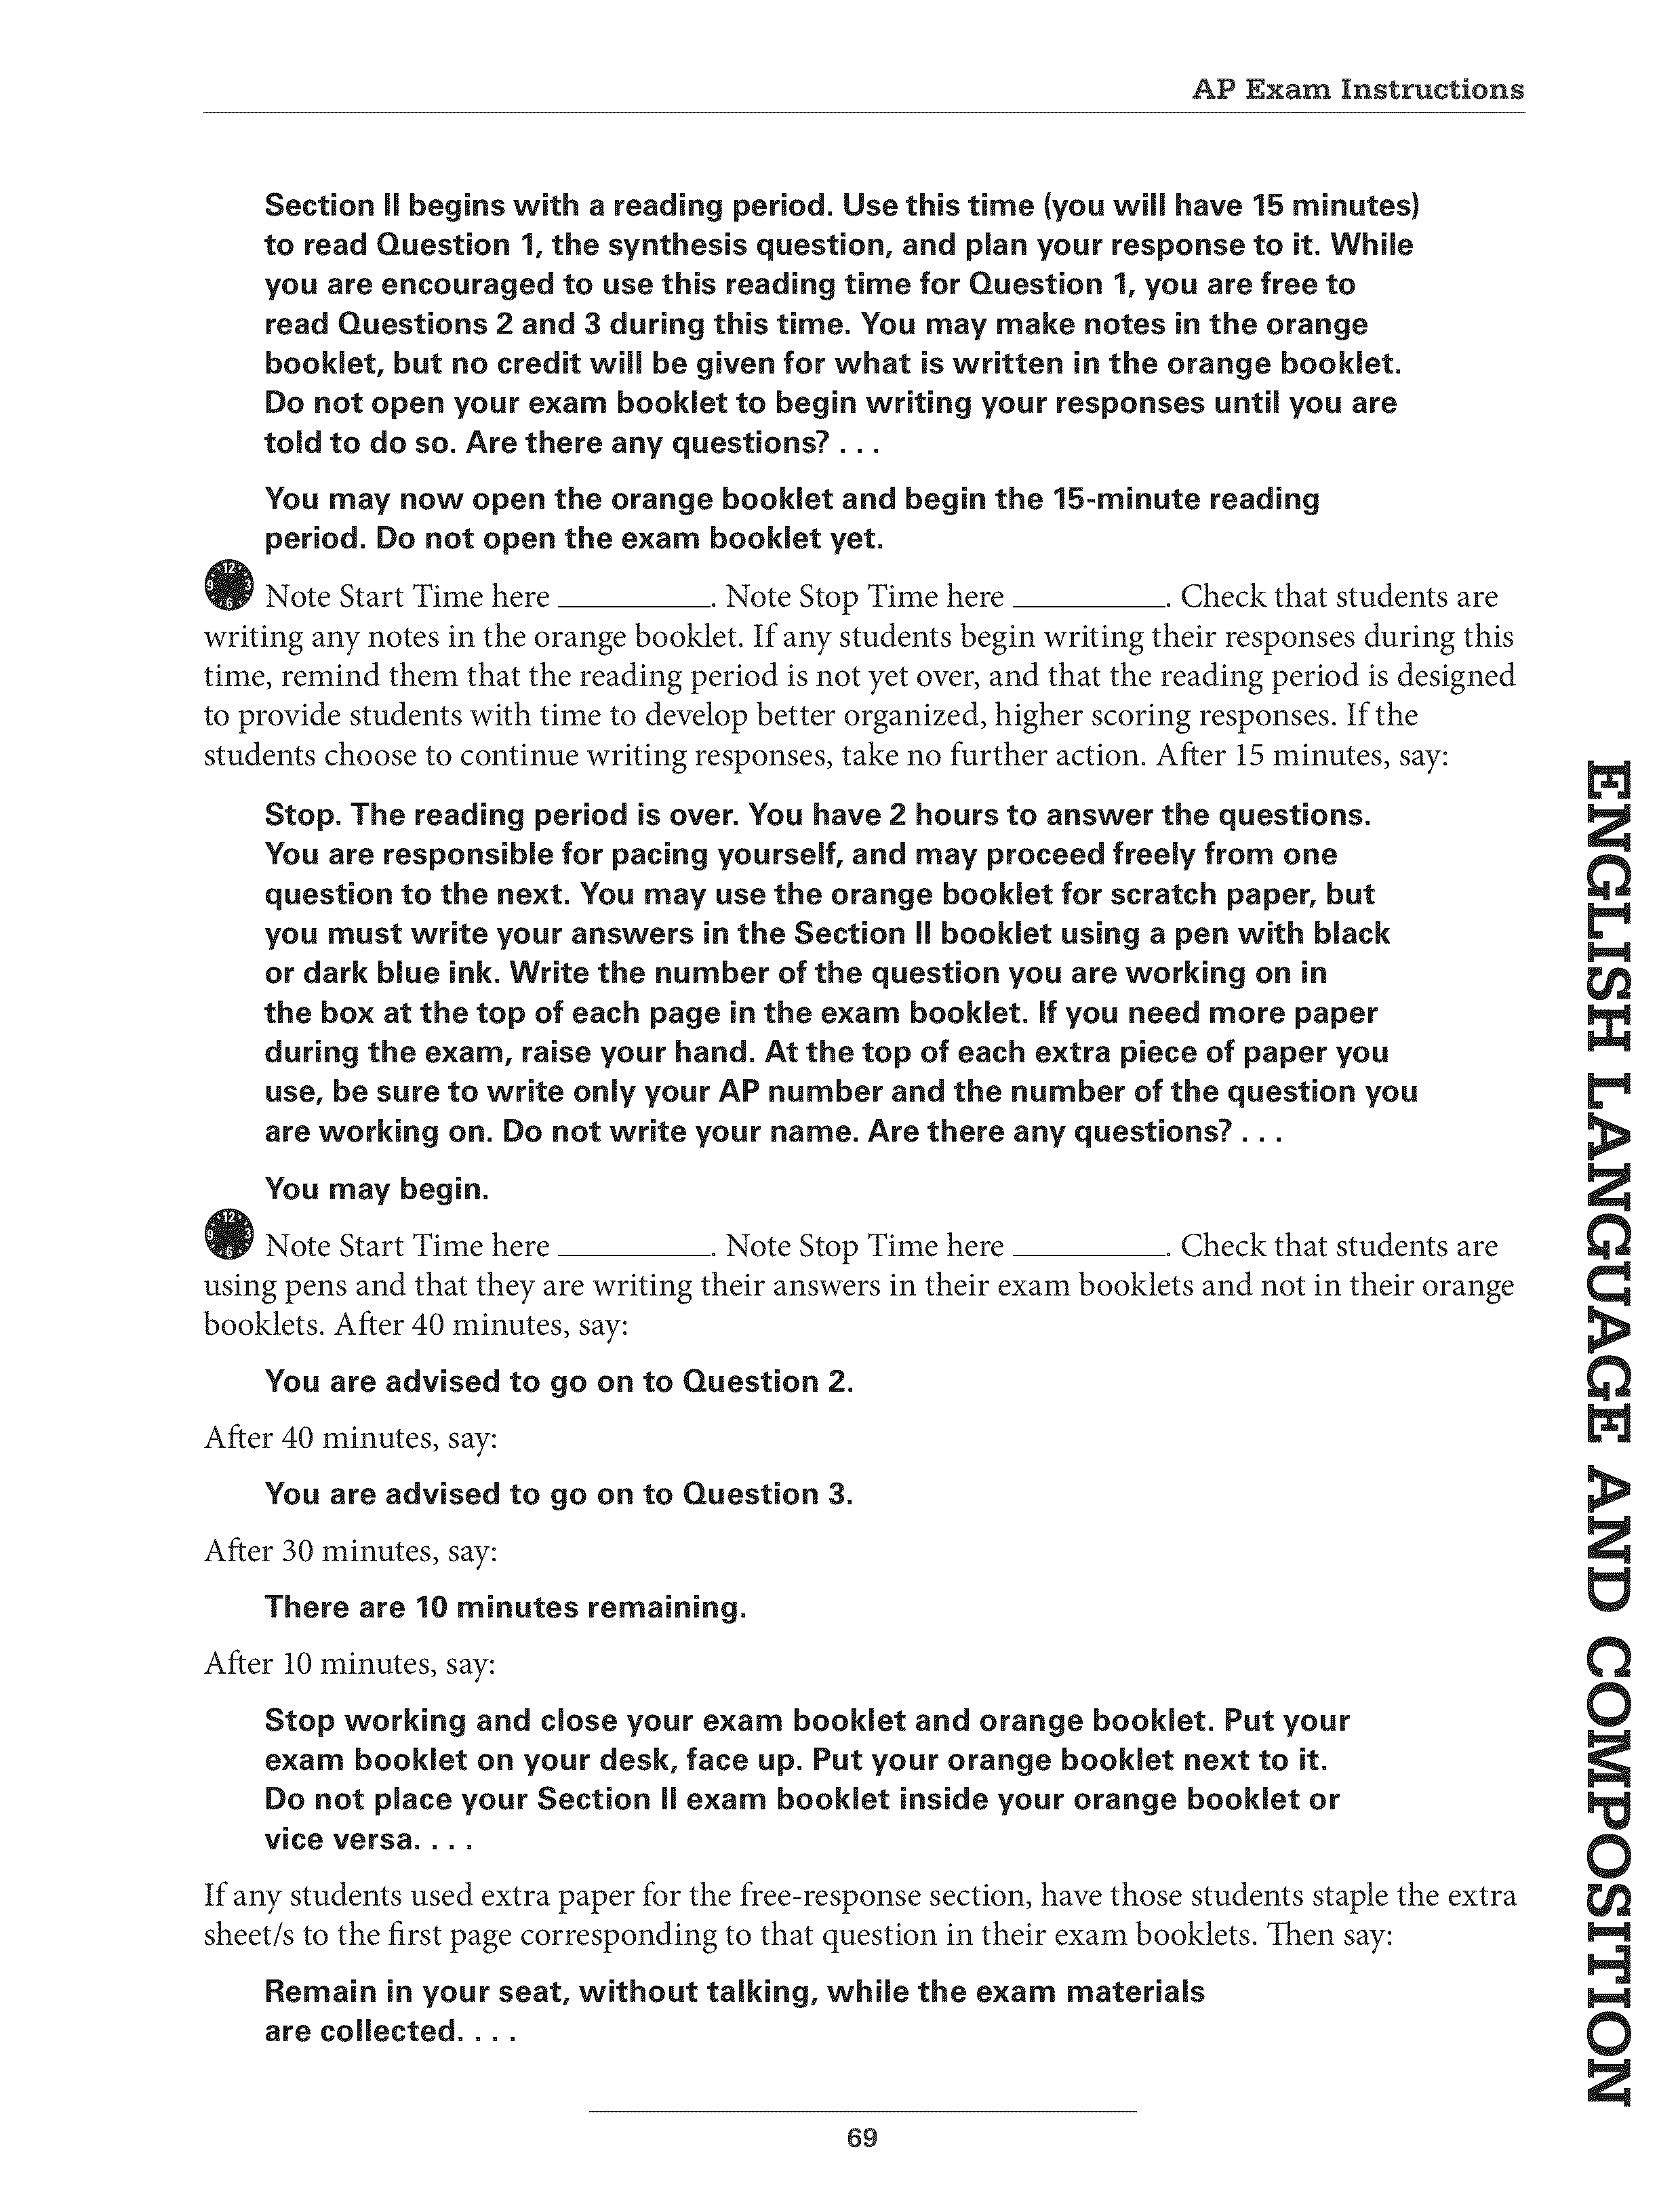 AP Exam Instructions
Section II begins with a reading period. Use this time (you will have 15 minutes)
to read Question 1, the synthesis question, and plan your response to it. While
you are encouraged to use this reading time for Question 1, you are free to
read Questions 2 and 3 during this time. You may make notes in the orange
booklet, but no credit will be given for what is written in the orange booklet.
Do not open your exam booklet to begin writing your responses until you are
told to do so. Are there any questions? . . .
You may now open the orange booklet and begin the 15-minute reading
period. Do not open the exam booklet yet.
12
9 3
6
Note Start Time here __________. Note Stop Time here __________. Check that students are
writing any notes in the orange booklet. If any students begin writing their responses during this
time, remind them that the reading period is not yet over, and that the reading period is designed
to provide students with time to develop better organized, higher scoring responses. If the
students choose to continue writing responses, take no further action. After 15 minutes, say:
Stop. The reading period is over. You have 2 hours to answer the questions.
You are responsible for pacing yourself, and may proceed freely from one
question to the next. You may use the orange booklet for scratch paper, but
you must write your answers in the Section II booklet using a pen with black
or dark blue ink. Write the number of the question you are working on in
the box at the top of each page in the exam booklet. If you need more paper
during the exam, raise your hand. At the top of each extra piece of paper you
use, be sure to write only your AP number and the number of the question you
are working on. Do not write your name. Are there any questions? . . .
You may begin.
12
9 3
6
Note Start Time here __________. Note Stop Time here __________. Check that students are
using pens and that they are writing their answers in their exam booklets and not in their orange
booklets. After 40 minutes, say:
You are advised to go on to Question 2.
After 40 minutes, say:
You are advised to go on to Question 3.
After 30 minutes, say:
There are 10 minutes remaining.
After 10 minutes, say:
Stop working and close your exam booklet and orange booklet. Put your
exam booklet on your desk, face up. Put your orange booklet next to it.
Do not place your Section II exam booklet inside your orange booklet or
vice versa. . . .
If any students used extra paper for the free-response section, have those students staple the extra
sheet/s to the first page corresponding to that question in their exam booklets. Then say:
Remain in your seat, without talking, while the exam materials
are collected. . . .
69
ENGLISH LANGUAGE AND COMPOSITION